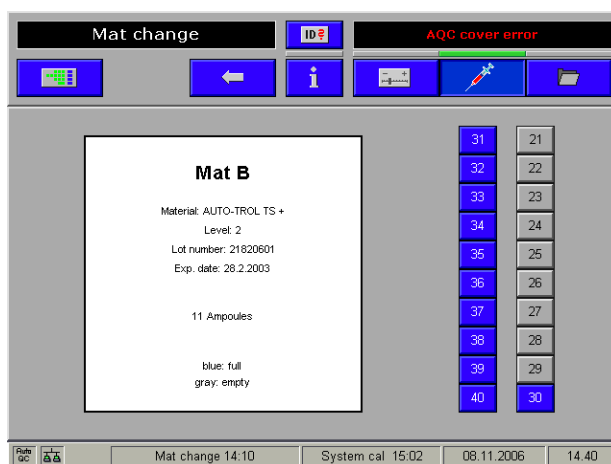 Mat change
ID?
AQC cover error
i
- +
Mat B
Material: AUTO-TROL TS +
Level: 2
Lot number: 21820601
Exp. date: 28.2.2003
11 Ampoules
blue: full
gray: empty
31 21
32 22
33 23
34 24
35 25
36 26
37 27
38 28
39 29
40 30
Auto QC
Mat change 14:10
System cal 15:02
08.11.2006
14.40